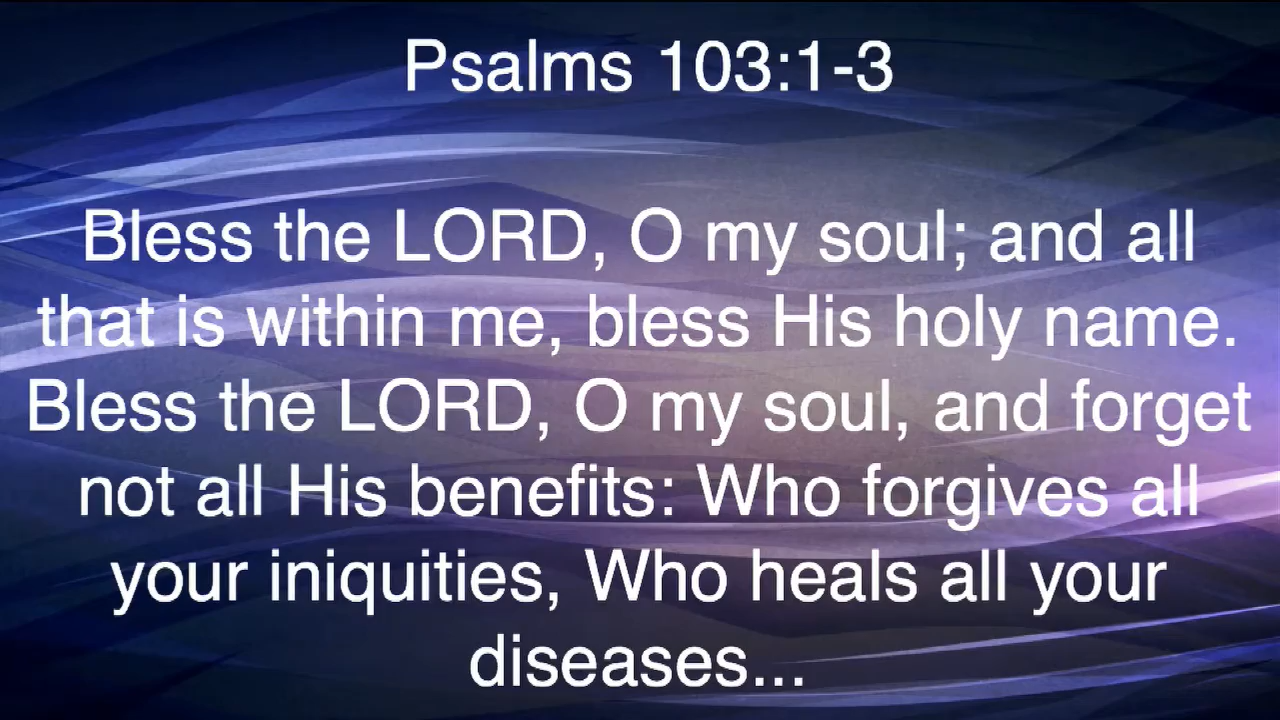 Psalms 103:1-3
Bless the LORD, O my soul; and all
that is within me, bless His holy name.
Bless the LORD, O my soul, and forget
not all His benefits: Who forgives all
your iniquities, Who heals all your
diseases...